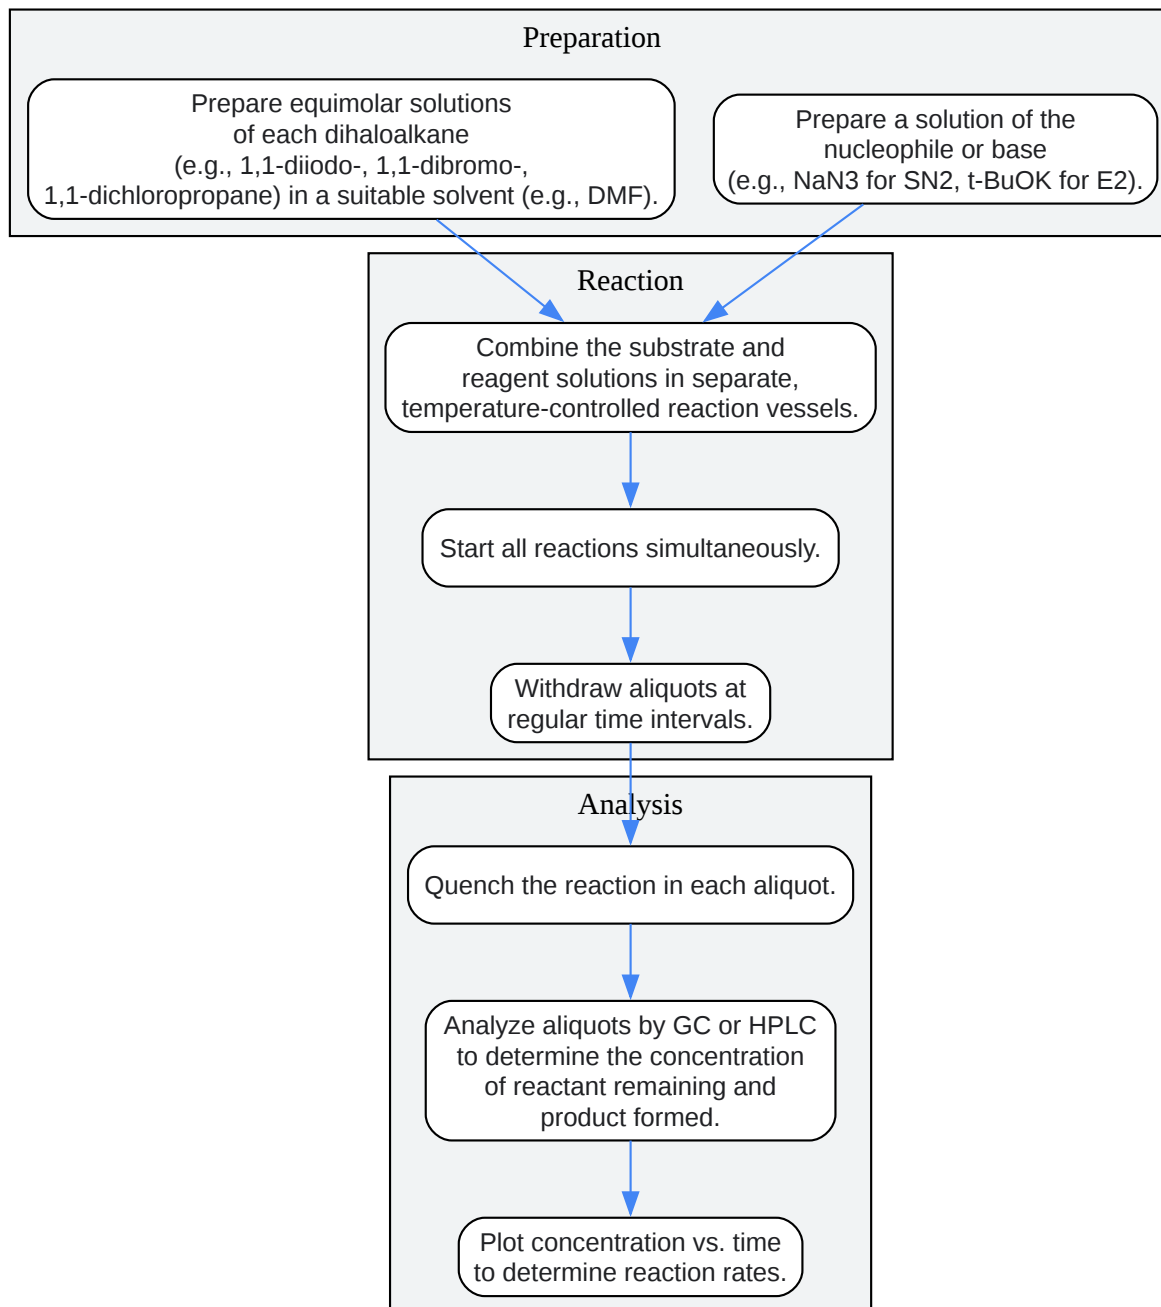 Preparation
Prepare equimolar solutions
of each dihaloalkane
(e.g., 1,1-diiodo-, 1,1-dibromo-,
1,1-dichloropropane) in a suitable solvent (e.g., DMF).
Prepare a solution of the
nucleophile or base
(e.g., NaN3 for SN2, t-BuOK for E2).
Reaction
Combine the substrate and
reagent solutions in separate,
temperature-controlled reaction vessels.
Start all reactions simultaneously.
Withdraw aliquots at
regular time intervals.
Analysis
Quench the reaction in each aliquot.
Analyze aliquots by GC or HPLC
to determine the concentration
of reactant remaining and
product formed.
Plot concentration vs. time
to determine reaction rates.